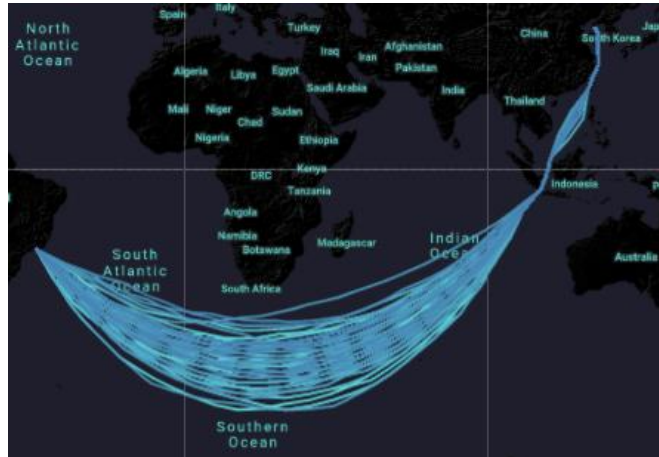 Spain
Italy
North
Atlantic
Ocean
Turkey
China
South Korea
Iraq
Iran
Afghanistan
Pakistan
Algeria
Libya
Egypt
Saudi Arabia
India
Mali
Niger
Chad
Sudan
Thailand
Nigeria
Ethiopia
DRC
Kenya
Tanzania
Indonesia
Angola
Namibia
Botswana
Madagascar
South
Atlantic
Ocean
Indian
Ocean
Australia
South Africa
Southern
Ocean